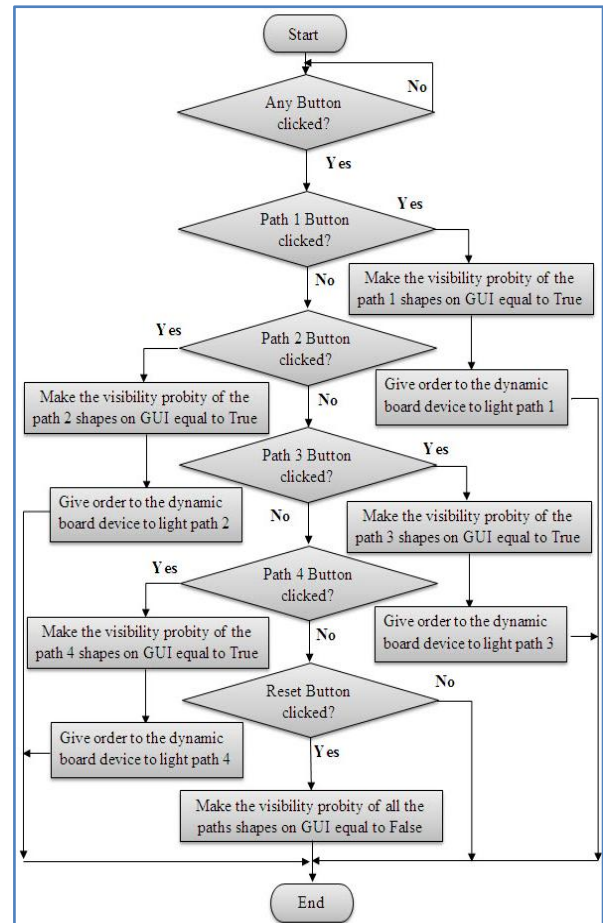 Start
No
Any Button
clicked?
Yes
Yes
Path 1 Button
clicked?
No
Make the visibility probity of the
path 1 shapes on GUI equal to True
Yes
Path 2 Button
clicked?
Give order to the dynamic
board device to light path 1
Make the visibility probity of the
path 2 shapes on GUI equal to True
No
Yes
Path 3 Button
clicked?
Give order to the dynamic
board device to light path 2
No
Make the visibility probity of the
path 3 shapes on GUI equal to True
Yes
Path 4 Button
clicked?
Give order to the dynamic
board device to light path 3
Make the visibility probity of the
path 4 shapes on GUI equal to True
No
No
Reset Button
clicked?
Give order to the dynamic
board device to light path 4
Yes
Make the visibility probity of all the
paths shapes on GUI equal to False
End